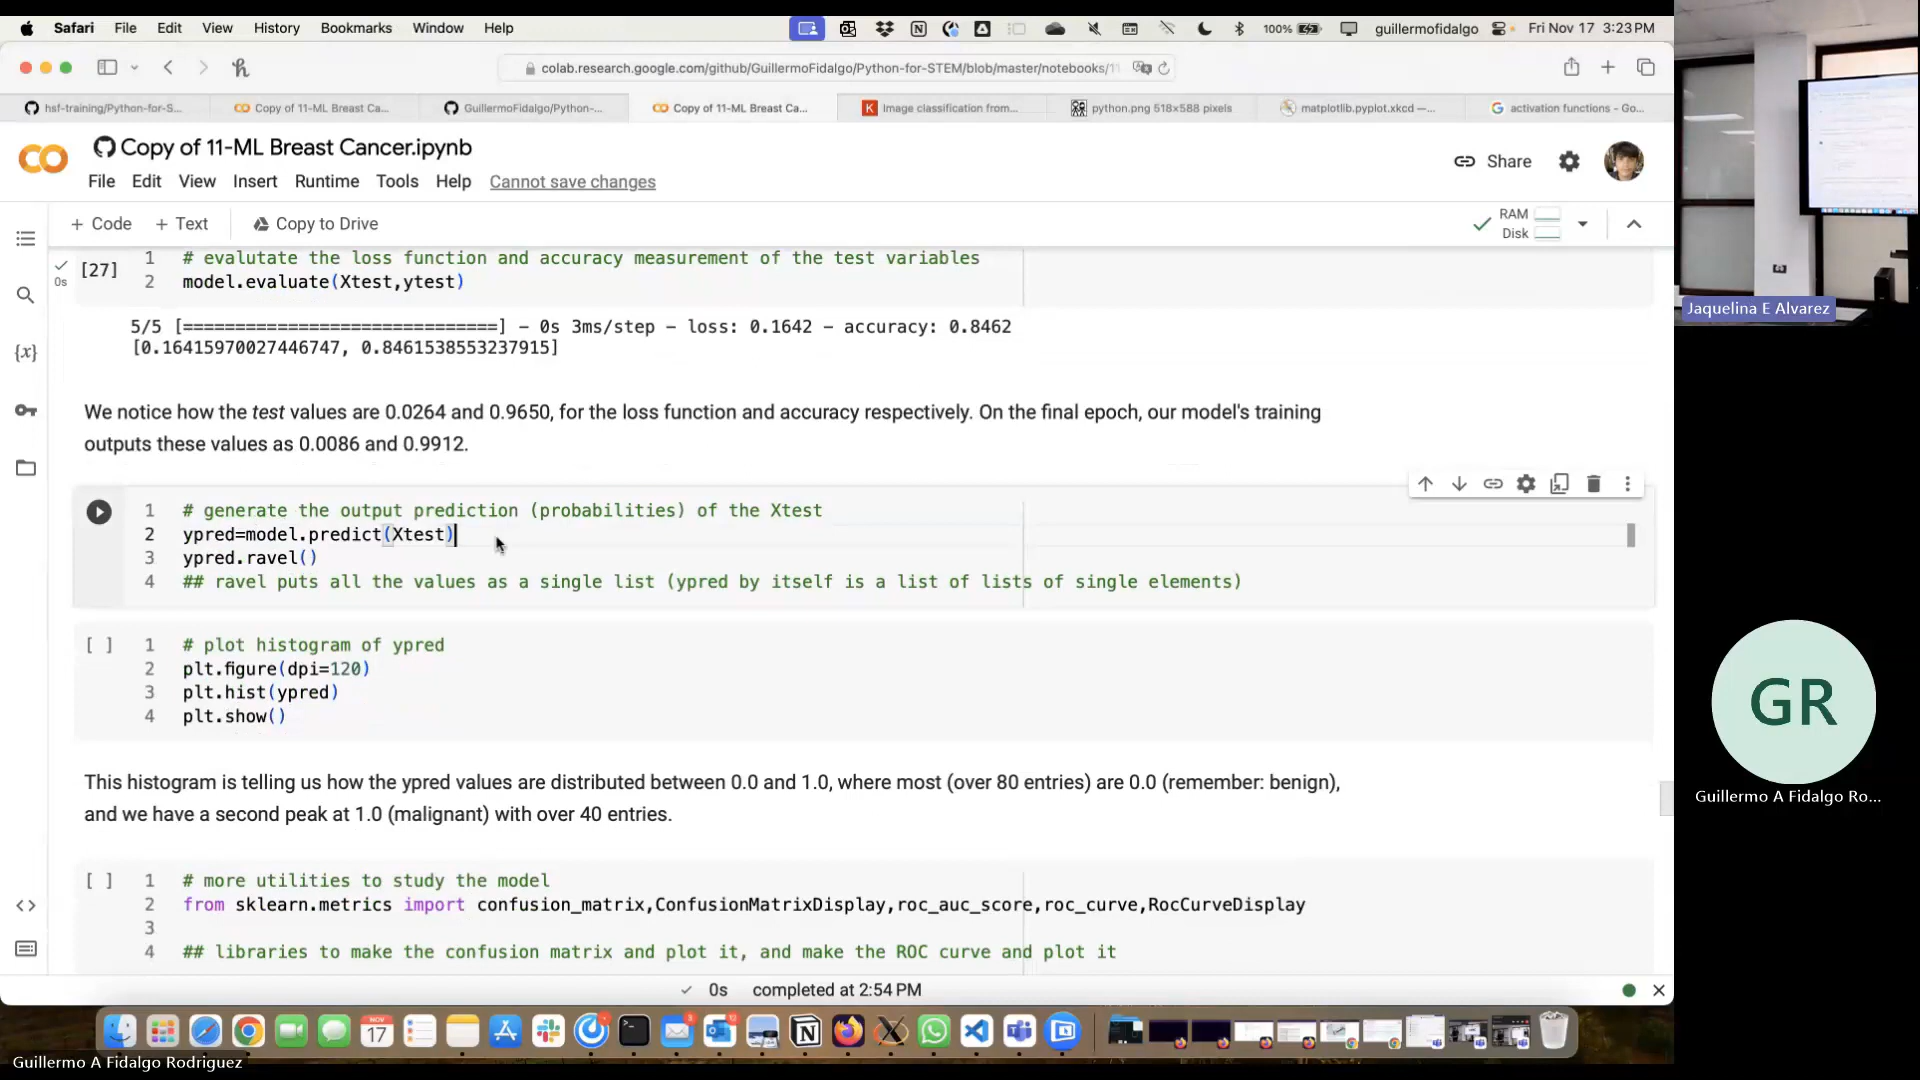 Safari File Edit View History Bookmarks Window Help 100% guillermofidalgo Fri Nov 17 3:23 PM
colab.research.google.com/github/GuillermoFidalgo/Python-for-STEM/blob/master/notebooks/1
hsf-training/Python-for-S... Copy of 11-ML Breast Ca... GuillermoFidalgo/Python-... Copy of 11-ML Breast Ca... Image classification from... python.png 518×588 pixels matplotlib.pyplot.xkcd —... activation functions - Go...
Copy of 11-ML Breast Cancer.ipynb
Share
File Edit View Insert Runtime Tools Help Cannot save changes
+ Code + Text Copy to Drive
RAM
Disk
[27] 1 # evalutate the loss function and accuracy measurement of the test variables
0s 2 model.evaluate(Xtest,ytest)
5/5 [==============================] - 0s 3ms/step - loss: 0.1642 - accuracy: 0.8462
[0.16415970027446747, 0.8461538553237915]
We notice how the test values are 0.0264 and 0.9650, for the loss function and accuracy respectively. On the final epoch, our model's training
outputs these values as 0.0086 and 0.9912.
1 # generate the output prediction (probabilities) of the Xtest
2 ypred=model.predict(Xtest)
3 ypred.ravel()
4 ## ravel puts all the values as a single list (ypred by itself is a list of lists of single elements)
[ ] 1 # plot histogram of ypred
2 plt.figure(dpi=120)
3 plt.hist(ypred)
4 plt.show()
This histogram is telling us how the ypred values are distributed between 0.0 and 1.0, where most (over 80 entries) are 0.0 (remember: benign),
and we have a second peak at 1.0 (malignant) with over 40 entries.
[ ] 1 # more utilities to study the model
2 from sklearn.metrics import confusion_matrix,ConfusionMatrixDisplay,roc_auc_score,roc_curve,RocCurveDisplay
3
4 ## libraries to make the confusion matrix and plot it, and make the ROC curve and plot it
0s completed at 2:54 PM
NOV
17
Guillermo A Fidalgo Rodriguez
Jaquelina E Alvarez
GR
Guillermo A Fidalgo Ro...